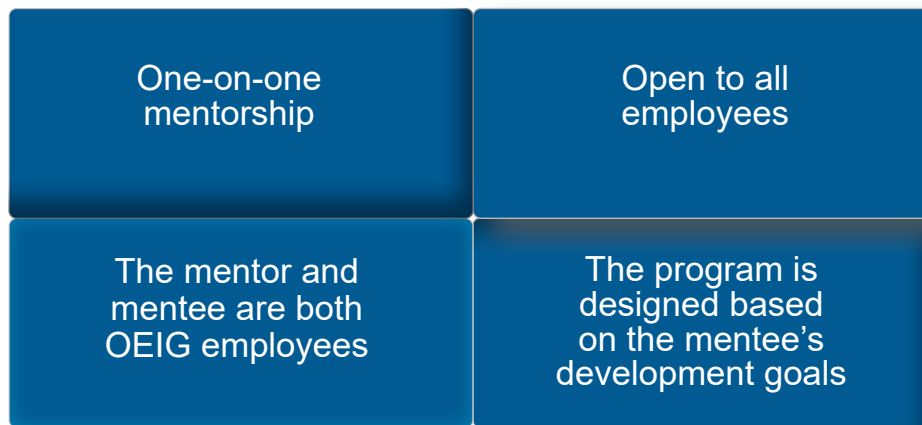 One-on-one
mentorship
Open to all
employees
The mentor and
mentee are both
OEIG employees
The program is
designed based
on the mentee’s
development goals